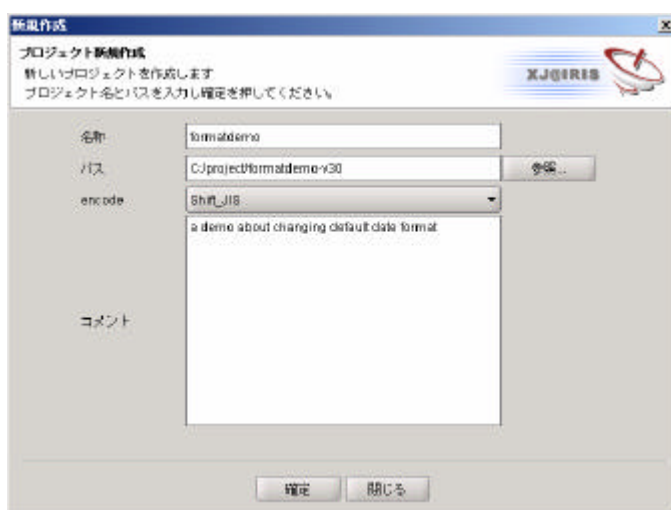 新規作成
プロジェクト新規作成
新しいプロジェクトを作成します
プロジェクト名とパスを入力し確定を押してください。
XJ@IRIS
名称
formatdemo
パス
C:/project/formatdemo-v30
参照...
encode
Shift_JIS
a demo about changing default date format
コメント
確定
閉じる